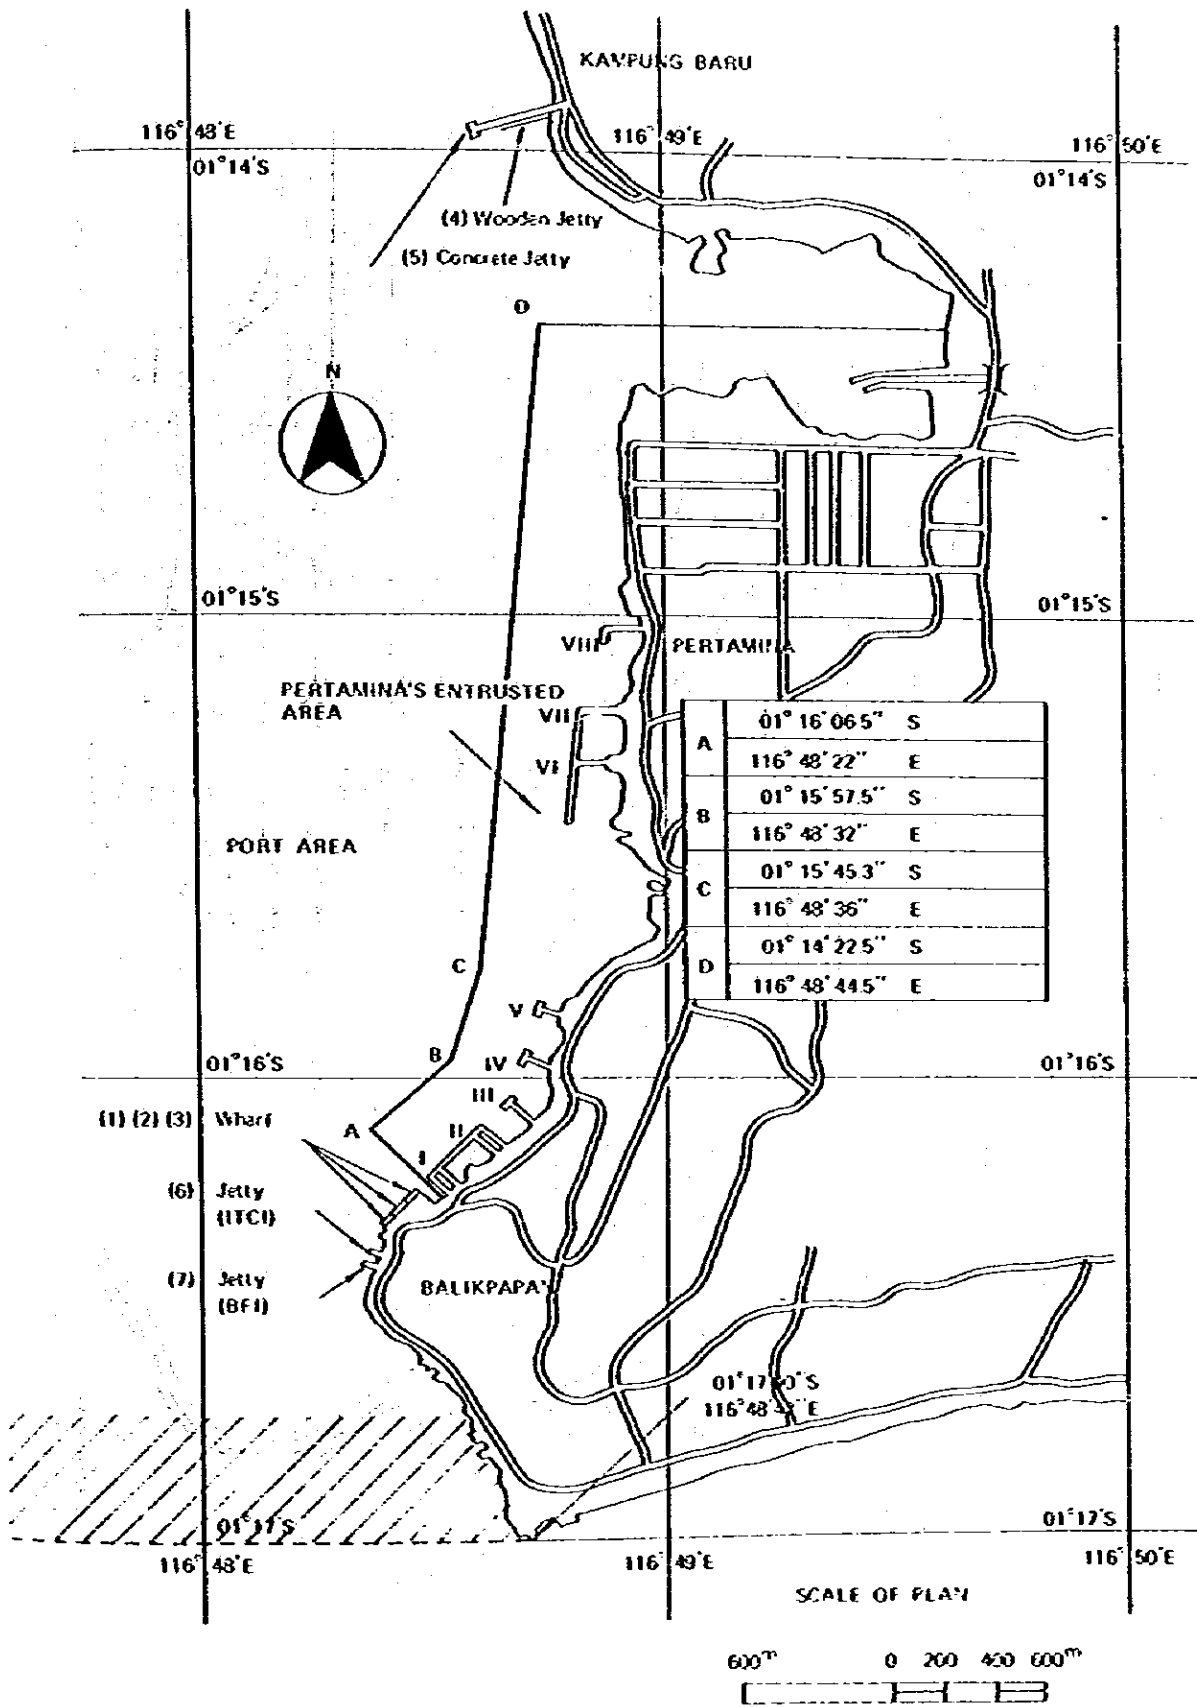 KAMPUNG BARU
116° 48'E
116° 49'E
116° 50'E
01° 14'S
01° 14'S
(4) Wooden Jetty
(5) Concrete Jetty
D
N
01° 15'S
01° 15'S
VIII
PERTAMINA
PERTAMINA'S ENTRUSTED
AREA
VII
VI
A
01° 16' 06.5" S
116° 48' 22" E
B
01° 15' 57.5" S
116° 48' 32" E
C
01° 15' 45.3" S
116° 48' 36" E
D
01° 14' 22.5" S
116° 48' 44.5" E
PORT AREA
C
V
B
IV
01° 16'S
01° 16'S
III
(1) (2) (3) Wharf
A
II
I
(6) Jetty
(ITCI)
(7) Jetty
(BFI)
BALIKPAPAN
116° 48' E
01° 17'S
01° 17'S
116° 48'E
116° 49'E
116° 50'E
SCALE OF PLAN
600m 0 200 400 600m